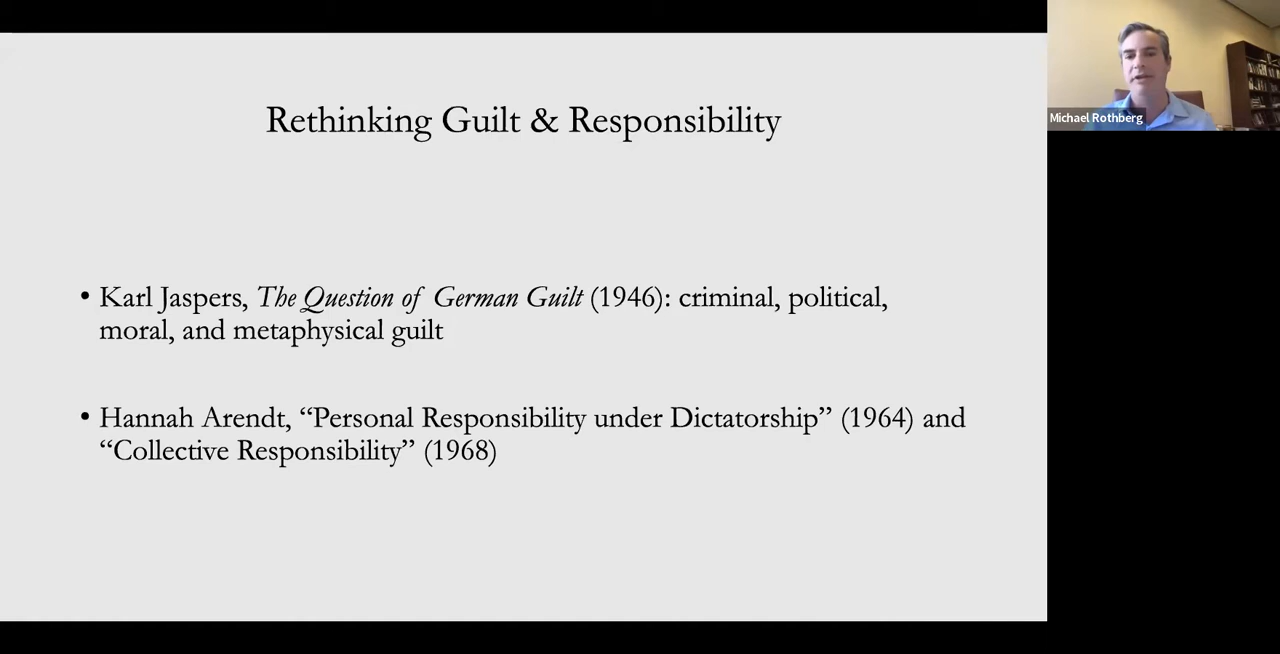 Rethinking Guilt & Responsibility
Michael Rothberg
• Karl Jaspers, The Question of German Guilt (1946): criminal, political,
moral, and metaphysical guilt
• Hannah Arendt, “Personal Responsibility under Dictatorship” (1964) and
“Collective Responsibility” (1968)